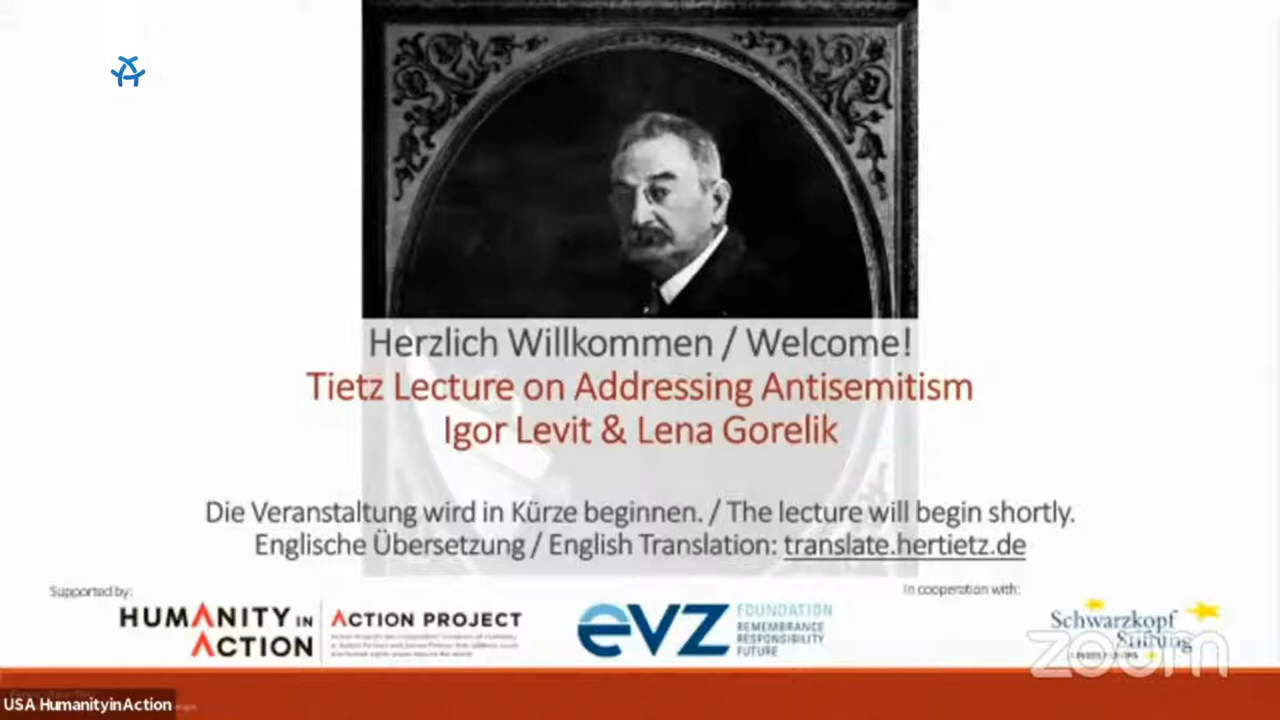 Herzlich Willkommen / Welcome!
Tietz Lecture on Addressing Antisemitism
Igor Levit & Lena Gorelik
Die Veranstaltung wird in Kürze beginnen. / The lecture will begin shortly.
Englische Übersetzung / English Translation: translate.hertietz.de
Supported by:
In cooperation with:
HUMANITY IN
ACTION
ACTION PROJECT
EVZ
FOUNDATION
REMEMBRANCE
RESPONSIBILITY
FUTURE
Schwarzkopf
Stiftung
zoom
USA HumanityinAction